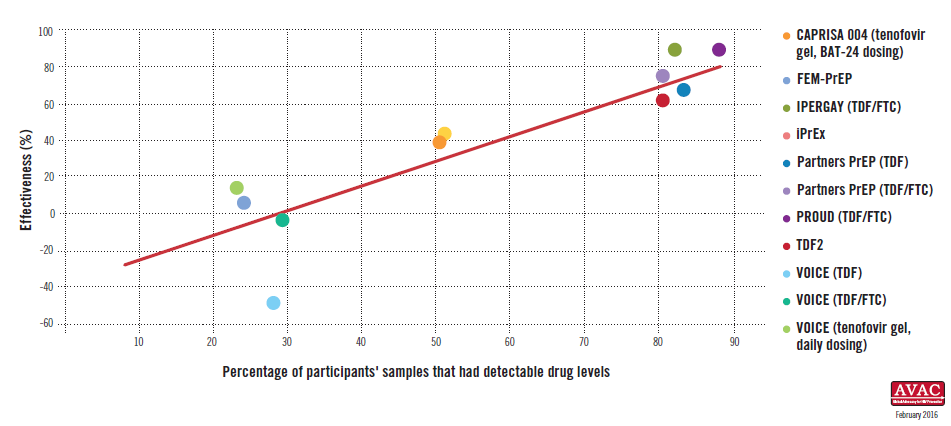 100
80
60
40
20
0
-20
-40
-60
Effectiveness (%)
10 20 30 40 50 60 70 80 90
Percentage of participants' samples that had detectable drug levels
CAPRISA 004 (tenofovir
gel, BAT-24 dosing)
FEM-PrEP
IPERGAY (TDF/FTC)
iPrEx
Partners PrEP (TDF)
Partners PrEP (TDF/FTC)
PROUD (TDF/FTC)
TDF2
VOICE (TDF)
VOICE (TDF/FTC)
VOICE (tenofovir gel,
daily dosing)
AVAC
February 2016